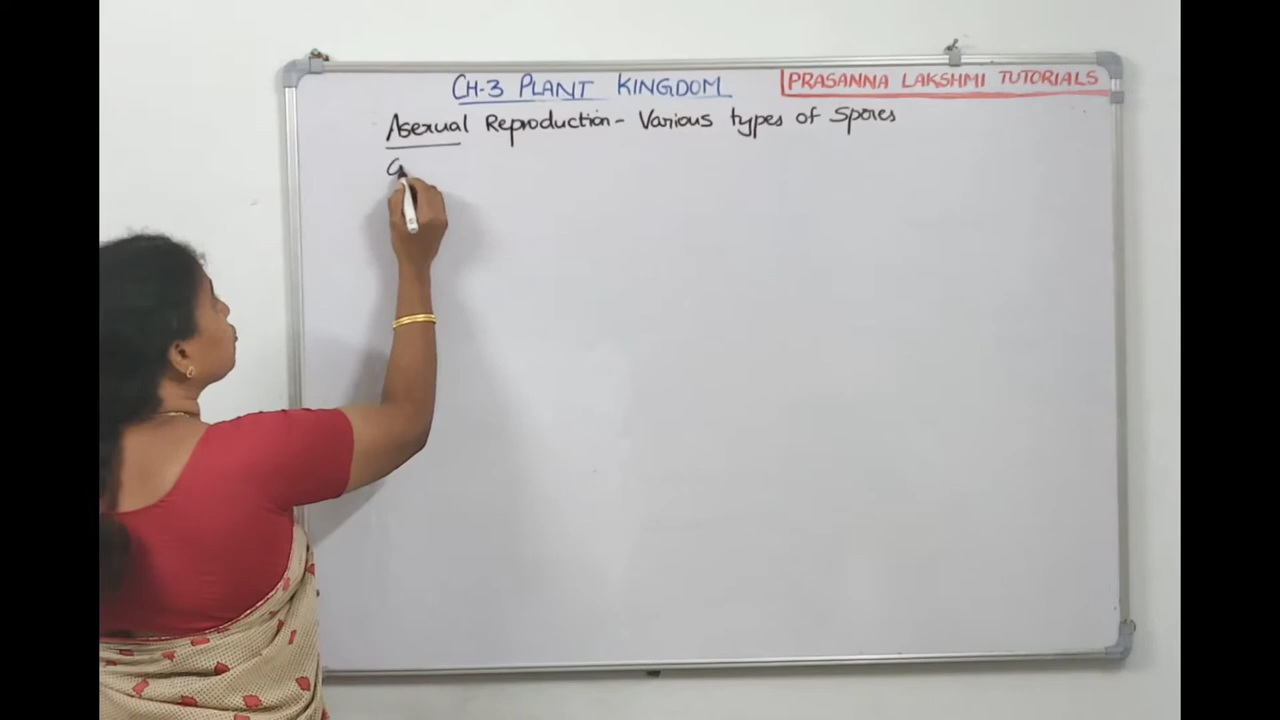 CH-3 PLANT KINGDOM
PRASANNA LAKSHMI TUTORIALS
Asexual Reproduction - Various types of Spores